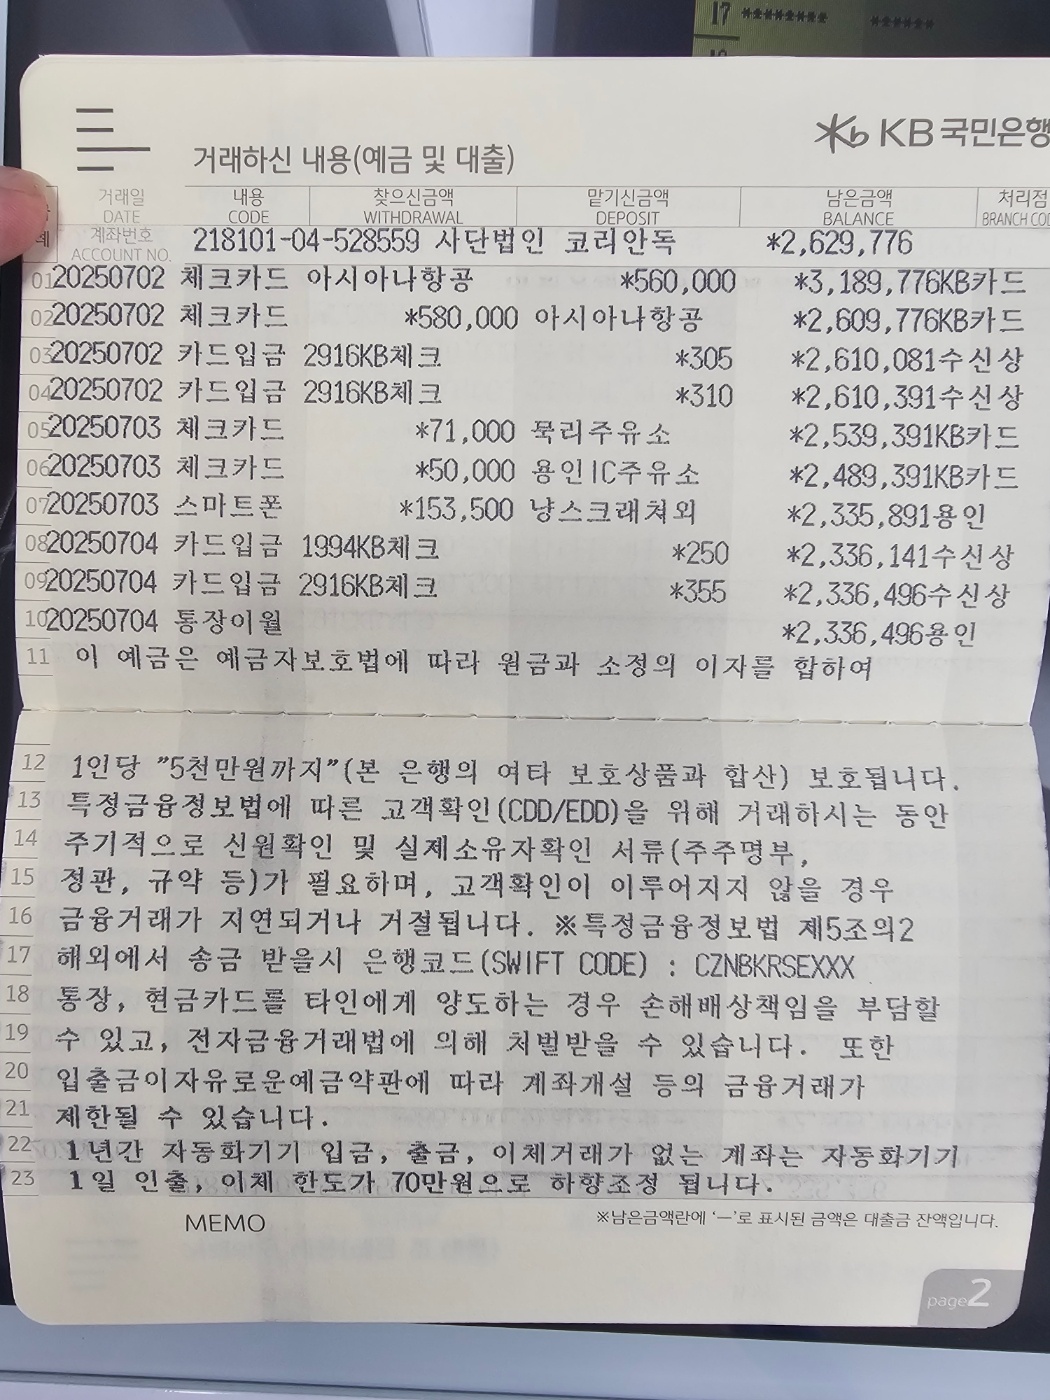 17 ******** ******
KB 국민은행
거래하신 내용(예금 및 대출)
거래일 내용 찾으신금액 맡기신금액 남은금액 처리점
DATE CODE WITHDRAWAL DEPOSIT BALANCE BRANCH COD
계좌번호
ACCOUNT NO.
218101-04-528559 사단법인 코리안독 *2,629,776
01 20250702 체크카드 아시아나항공 *560,000 *3,189,776KB카드
02 20250702 체크카드 *580,000 아시아나항공 *2,609,776KB카드
03 20250702 카드입금 2916KB체크 *305 *2,610,081수신상
04 20250702 카드입금 2916KB체크 *310 *2,610,391수신상
05 20250703 체크카드 *71,000 묵리주유소 *2,539,391KB카드
06 20250703 체크카드 *50,000 용인IC주유소 *2,489,391KB카드
07 20250703 스마트폰 *153,500 냥스크래쳐외 *2,335,891용인
08 20250704 카드입금 1994KB체크 *250 *2,336,141수신상
09 20250704 카드입금 2916KB체크 *355 *2,336,496수신상
10 20250704 통장이월 *2,336,496용인
11 이 예금은 예금자보호법에 따라 원금과 소정의 이자를 합하여
12 1인당 "5천만원까지"(본 은행의 여타 보호상품과 합산) 보호됩니다.
13 특정금융정보법에 따른 고객확인(CDD/EDD)을 위해 거래하시는 동안
14 주기적으로 신원확인 및 실제소유자확인 서류(주주명부,
15 정관, 규약 등)가 필요하며, 고객확인이 이루어지지 않을 경우
16 금융거래가 지연되거나 거절됩니다. ※특정금융정보법 제5조의2
17 해외에서 송금 받을시 은행코드(SWIFT CODE) : CZNBKRSEXXX
18 통장, 현금카드를 타인에게 양도하는 경우 손해배상책임을 부담할
19 수 있고, 전자금융거래법에 의해 처벌받을 수 있습니다. 또한
20 입출금이자유로운예금약관에 따라 계좌개설 등의 금융거래가
21 제한될 수 있습니다.
22 1년간 자동화기기 입금, 출금, 이체거래가 없는 계좌는 자동화기기
23 1일 인출, 이체 한도가 70만원으로 하향조정 됩니다.
MEMO ※남은금액란에 '—'로 표시된 금액은 대출금 잔액입니다.
page 2